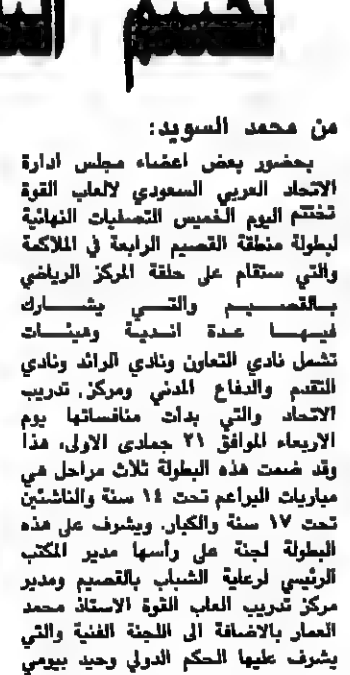 من محمد السويد:
بحضور بعض اعضاء مجلس ادارة
الاتحاد العربي السعودي لالعاب القوة
تختتم اليوم الخميس التصفيات النهائية
لبطولة منطقة القصيم الرابعة في الملاكمة
والتي ستقام على حلقة المركز الرياضي
بالقصيم والتي يشارك
فيها عدة اندية وهيئات
تشمل نادي التعاون ونادي الرائد ونادي
التقدم والدفاع المدني ومركز تدريب
الاتحاد والتي بدأت منافساتها يوم
الاربعاء الموافق ٢١ جمادى الاولى، هذا
وقد ضمت هذه البطولة ثلاث مراحل هي
مباريات البراعم تحت ١٤ سنة والناشئين
تحت ١٧ سنة والكبار. ويشرف على هذه
البطولة لجنة على رأسها مدير المكتب
الرئيسي لرعاية الشباب بالقصيم ومدير
مركز تدريب العاب القوة الاستاذ محمد
العمار بالاضافة الى اللجنة الفنية والتي
يشرف عليها الحكم الدولي وحيد بيومي